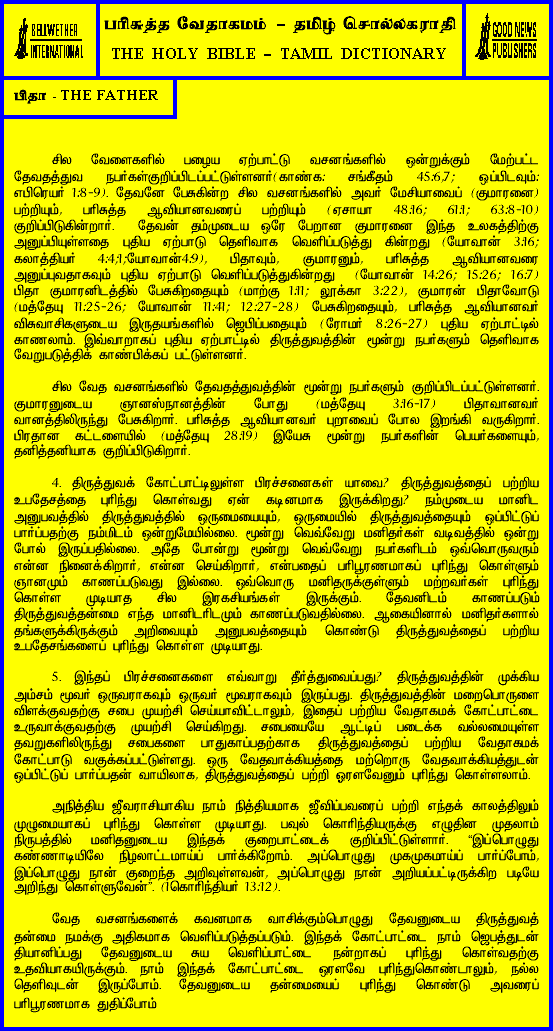 BELLWETHER
INTERNATIONAL
பரிசுத்த வேதாகமம் – தமிழ் சொல்லகராதி
THE HOLY BIBLE – TAMIL DICTIONARY
GOOD NEWS
PUBLISHERS
பிதா - THE FATHER
சில வேளைகளில் பழைய ஏற்பாட்டு வசனங்களில் ஒன்றுக்கும் மேற்பட்ட
தேவதத்துவ நபர்கள்குறிப்பிடப்பட்டுள்ளனர்(காண்க: சங்கீதம் 45:6,7; ஒப்பிடவும்:
எபிரெயர் 1:8-9). தேவனே பேசுகின்ற சில வசனங்களில் அவர் மேசியாவைப் (குமாரனை)
பற்றியும், பரிசுத்த ஆவியானவரைப் பற்றியும் (ஏசாயா 48:16; 61:1; 63:8-10)
குறிப்பிடுகின்றார். தேவன் தம்முடைய ஒரே பேறான குமாரனை இந்த உலகத்திற்கு
அனுப்பியுள்ளதை புதிய ஏற்பாடு தெளிவாக வெளிப்படுத்து கின்றது (யோவான் 3:16;
கலாத்தியர் 4:4;1;யோவான்4,9), பிதாவும், குமாரனும், பரிசுத்த ஆவியானவரை
அனுப்புவதாகவும் புதிய ஏற்பாடு வெளிப்படுத்துகின்றது (யோவான் 14:26; 15:26; 16:7)
பிதா குமாரனிடத்தில் பேசுகிறதையும் (மாற்கு 1:11; லூக்கா 3:22), குமாரன் பிதாவோடு
(மத்தேயு 11:25-26; யோவான் 11:41; 12:27-28) பேசுகிறதையும், பரிசுத்த ஆவியானவர்
விசுவாசிகளுடைய இருதயங்களில் ஜெபிப்பதையும் (ரோமர் 8:26-27) புதிய ஏற்பாட்டில்
காணலாம். இவ்வாறாகப் புதிய ஏற்பாட்டில் திருத்துவத்தின் மூன்று நபர்களும் தெளிவாக
வேறுபடுத்திக் காண்பிக்கப் பட்டுள்ளனர்.
சில வேத வசனங்களில் தேவதத்துவத்தின் மூன்று நபர்களும் குறிப்பிடப்பட்டுள்ளனர்.
குமாரனுடைய ஞானஸ்நானத்தின் போது (மத்தேயு 3:16-17) பிதாவானவர்
வானத்திலிருந்து பேசுகிறார். பரிசுத்த ஆவியானவர் புறாவைப் போல இறங்கி வருகிறார்.
பிரதான கட்டளையில் (மத்தேயு 28:19) இயேசு மூன்று நபர்களின் பெயர்களையும்,
தனித்தனியாக குறிப்பிடுகிறார்.
4. திருத்துவக் கோட்பாட்டிலுள்ள பிரச்சனைகள் யாவை? திருத்துவத்தைப் பற்றிய
உபதேசத்தை புரிந்து கொள்வது ஏன் கடினமாக இருக்கிறது? நம்முடைய மானிட
அனுபவத்தில் திருத்துவத்தில் ஒருமையையும், ஒருமையில் திருத்துவத்தையும் ஒப்பிட்டுப்
பார்ப்பதற்கு நம்மிடம் ஒன்றுமேயில்லை. மூன்று வெவ்வேறு மனிதர்கள் வடிவத்தில் ஒன்று
போல் இருப்பதில்லை. அதே போன்று மூன்று வெவ்வேறு நபர்களிடம் ஒவ்வொருவரும்
என்ன நினைக்கிறார், என்ன செய்கிறார், என்பதைப் பரிபூரணமாகப் புரிந்து கொள்ளும்
ஞானமும் காணப்படுவது இல்லை. ஒவ்வொரு மனிதருக்குள்ளும் மற்றவர்கள் புரிந்து
கொள்ள முடியாத சில இரகசியங்கள் இருக்கும். தேவனிடம் காணப்படும்
திருத்துவத்தன்மை எந்த மானிடரிடமும் காணப்படுவதில்லை. ஆகையினால் மனிதர்களால்
தங்களுக்கிருக்கும் அறிவையும் அனுபவத்தையும் கொண்டு திருத்துவத்தைப் பற்றிய
உபதேசங்களைப் புரிந்து கொள்ள முடியாது.
5. இந்தப் பிரச்சனைகளை எவ்வாறு தீர்த்துவைப்பது? திருத்துவத்தின் முக்கிய
அம்சம் மூவர் ஒருவராகவும் ஒருவர் மூவராகவும் இருப்பது. திருத்துவத்தின் மறைபொருளை
விளக்குவதற்கு சபை முயற்சி செய்யாவிட்டாலும், இதைப் பற்றிய வேதாகமக் கோட்பாட்டை
உருவாக்குவதற்கு முயற்சி செய்கிறது. சபையையே ஆட்டிப் படைக்க வல்லமையுள்ள
தவறுகளிலிருந்து சபைகளை பாதுகாப்பதற்காக திருத்துவத்தைப் பற்றிய வேதாகமக்
கோட்பாடு வகுக்கப்பட்டுள்ளது. ஒரு வேதவாக்கியத்தை மற்றொரு வேதவாக்கியத்துடன்
ஒப்பிட்டுப் பார்ப்பதன் வாயிலாக, திருத்துவத்தைப் பற்றி ஓரளவேனும் புரிந்து கொள்ளலாம்.
அநித்திய ஜீவராசியாகிய நாம் நித்தியமாக ஜீவிப்பவரைப் பற்றி எந்தக் காலத்திலும்
முழுமையாகப் புரிந்து கொள்ள முடியாது. பவுல் கொரிந்தியருக்கு எழுதின முதலாம்
நிருபத்தில் மனிதனுடைய இந்தக் குறைபாட்டைக் குறிப்பிட்டுள்ளார். “இப்பொழுது
கண்ணாடியிலே நிழலாட்டமாய்ப் பார்க்கிறோம். அப்பொழுது முகமுகமாய்ப் பார்ப்போம்,
இப்பொழுது நான் குறைந்த அறிவுள்ளவன், அப்பொழுது நான் அறியப்பட்டிருக்கிற படியே
அறிந்து கொள்ளுவேன்”. (1கொரிந்தியர் 13:12).
வேத வசனங்களைக் கவனமாக வாசிக்கும்பொழுது தேவனுடைய திருத்துவத்
தன்மை நமக்கு அதிகமாக வெளிப்படுத்தப்படும். இந்தக் கோட்பாட்டை நாம் ஜெபத்துடன்
தியானிப்பது தேவனுடைய சுய வெளிப்பாட்டை நன்றாகப் புரிந்து கொள்வதற்கு
உதவியாகயிருக்கும். நாம் இந்தக் கோட்பாட்டை ஓரளவே புரிந்துகொண்டாலும், நல்ல
தெளிவுடன் இருப்போம். தேவனுடைய தன்மையைப் புரிந்து கொண்டு அவரைப்
பரிபூரணமாக துதிப்போம்